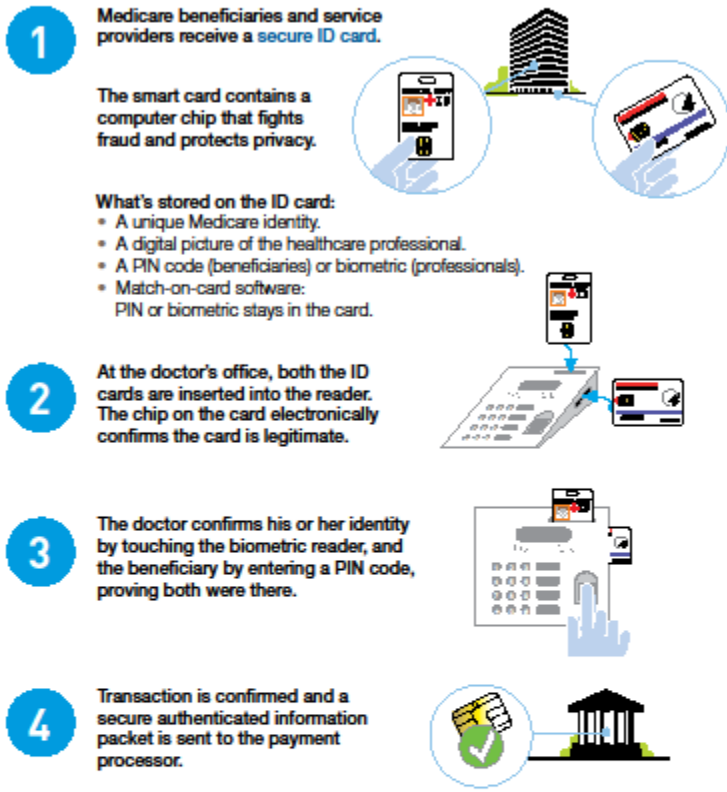 1
Medicare beneficiaries and service
providers receive a secure ID card.
The smart card contains a
computer chip that fights
fraud and protects privacy.
What's stored on the ID card:
• A unique Medicare identity.
• A digital picture of the healthcare professional.
• A PIN code (beneficiaries) or biometric (professionals).
• Match-on-card software:
PIN or biometric stays in the card.
2
At the doctor's office, both the ID
cards are inserted into the reader.
The chip on the card electronically
confirms the card is legitimate.
3
The doctor confirms his or her identity
by touching the biometric reader, and
the beneficiary by entering a PIN code,
proving both were there.
4
Transaction is confirmed and a
secure authenticated information
packet is sent to the payment
processor.